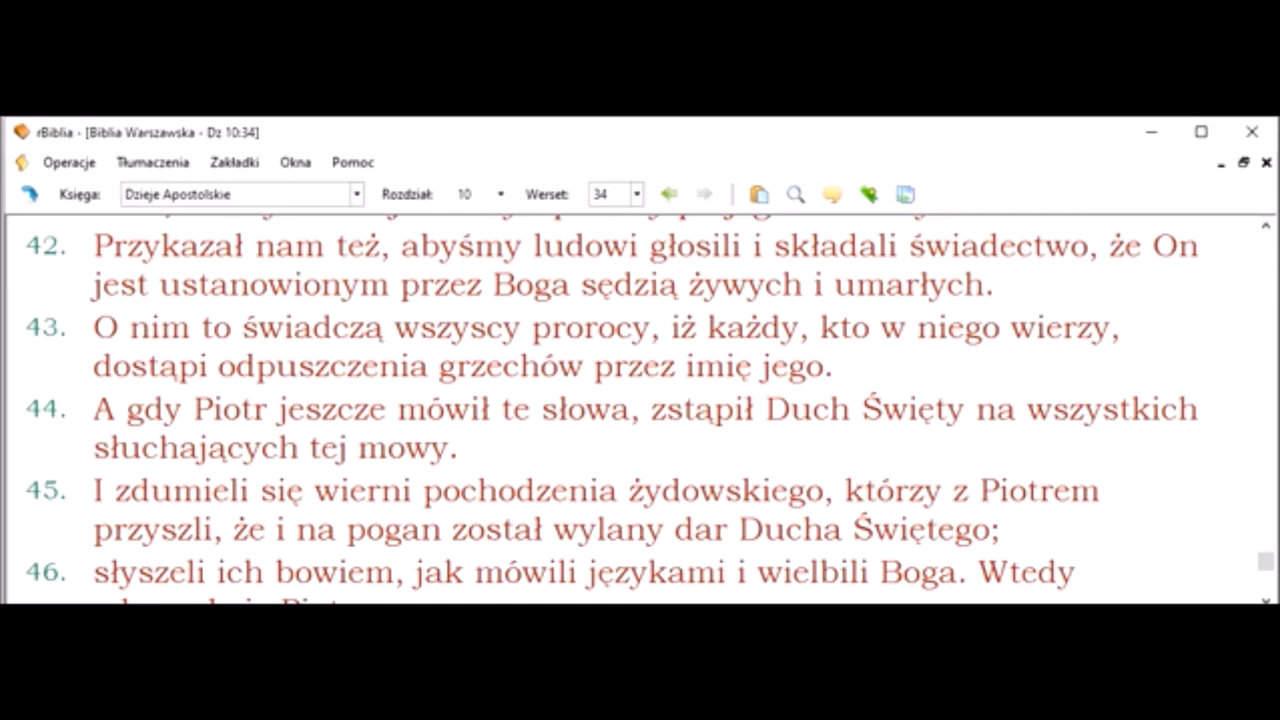 rBiblia - [Biblia Warszawska - Dz 10:34]
Operacje Tłumaczenia Zakładki Okna Pomoc
Księga: Dzieje Apostolskie Rozdział: 10 Werset: 34
42. Przykazał nam też, abyśmy ludowi głosili i składali świadectwo, że On
jest ustanowionym przez Boga sędzią żywych i umarłych.
43. O nim to świadczą wszyscy prorocy, iż każdy, kto w niego wierzy,
dostąpi odpuszczenia grzechów przez imię jego.
44. A gdy Piotr jeszcze mówił te słowa, zstąpił Duch Święty na wszystkich
słuchających tej mowy.
45. I zdumieli się wierni pochodzenia żydowskiego, którzy z Piotrem
przyszli, że i na pogan został wylany dar Ducha Świętego;
46. słyszeli ich bowiem, jak mówili językami i wielbili Boga. Wtedy